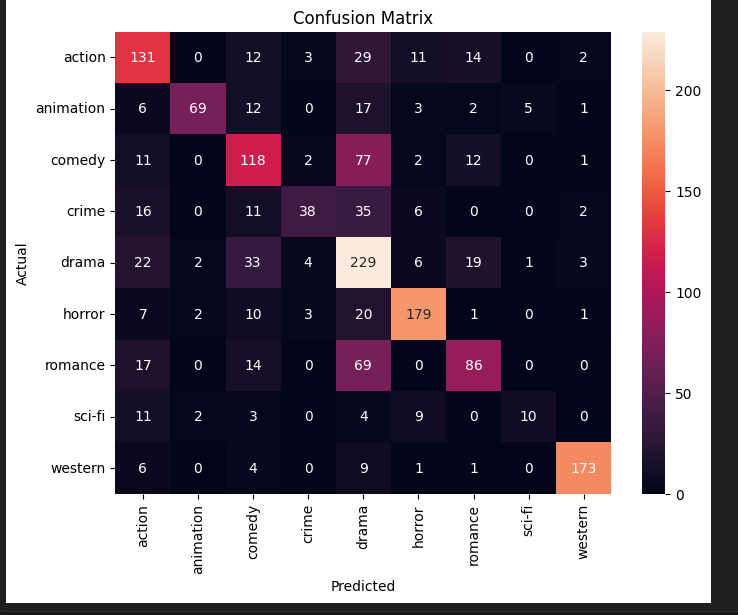 Confusion Matrix
action 131 0 12 3 29 11 14 0 2
animation 6 69 12 0 17 3 2 5 1
comedy 11 0 118 2 77 2 12 0 1
crime 16 0 11 38 35 6 0 0 2
drama 22 2 33 4 229 6 19 1 3
horror 7 2 10 3 20 179 1 0 1
romance 17 0 14 0 69 0 86 0 0
sci-fi 11 2 3 0 4 9 0 10 0
western 6 0 4 0 9 1 1 0 173
action animation comedy crime drama horror romance sci-fi western
Predicted
Actual
200
150
100
50
0